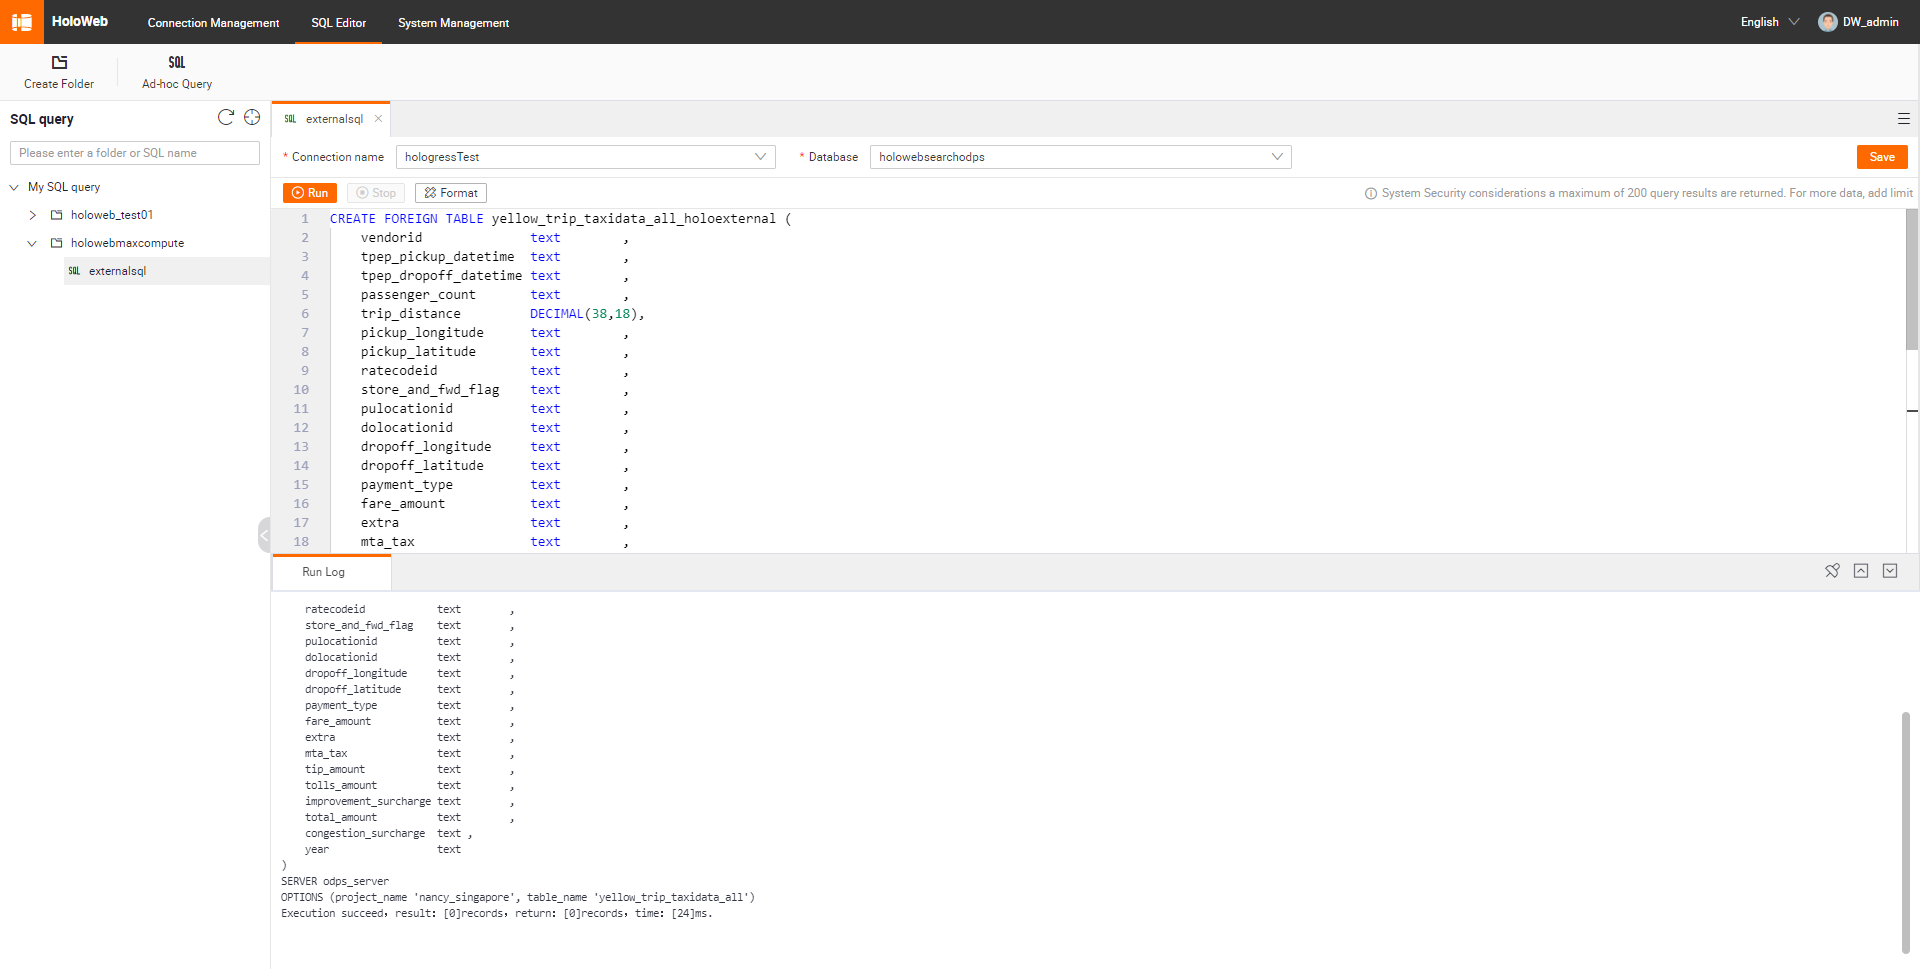 HoloWeb
Connection Management
SQL Editor
System Management
English
DW_admin
Create Folder
SQL
Ad-hoc Query
SQL query
Please enter a folder or SQL name
My SQL query
holoweb_test01
holowebmaxcompute
SQL externalsql
SQL externalsql
* Connection name hologressTest
* Database holowebsearchodps
Save
Run
Stop
Format
System Security considerations a maximum of 200 query results are returned. For more data, add limit
1 CREATE FOREIGN TABLE yellow_trip_taxidata_all_holoexternal (
2 vendorid text ,
3 tpep_pickup_datetime text ,
4 tpep_dropoff_datetime text ,
5 passenger_count text ,
6 trip_distance DECIMAL(38,18),
7 pickup_longitude text ,
8 pickup_latitude text ,
9 ratecodeid text ,
10 store_and_fwd_flag text ,
11 pulocationid text ,
12 dolocationid text ,
13 dropoff_longitude text ,
14 dropoff_latitude text ,
15 payment_type text ,
16 fare_amount text ,
17 extra text ,
18 mta_tax text ,
Run Log
ratecodeid text ,
store_and_fwd_flag text ,
pulocationid text ,
dolocationid text ,
dropoff_longitude text ,
dropoff_latitude text ,
payment_type text ,
fare_amount text ,
extra text ,
mta_tax text ,
tip_amount text ,
tolls_amount text ,
improvement_surcharge text ,
total_amount text ,
congestion_surcharge text ,
year text
)
SERVER odps_server
OPTIONS (project_name 'nancy_singapore', table_name 'yellow_trip_taxidata_all')
Execution succeed，result: [0]records，return: [0]records，time: [24]ms.